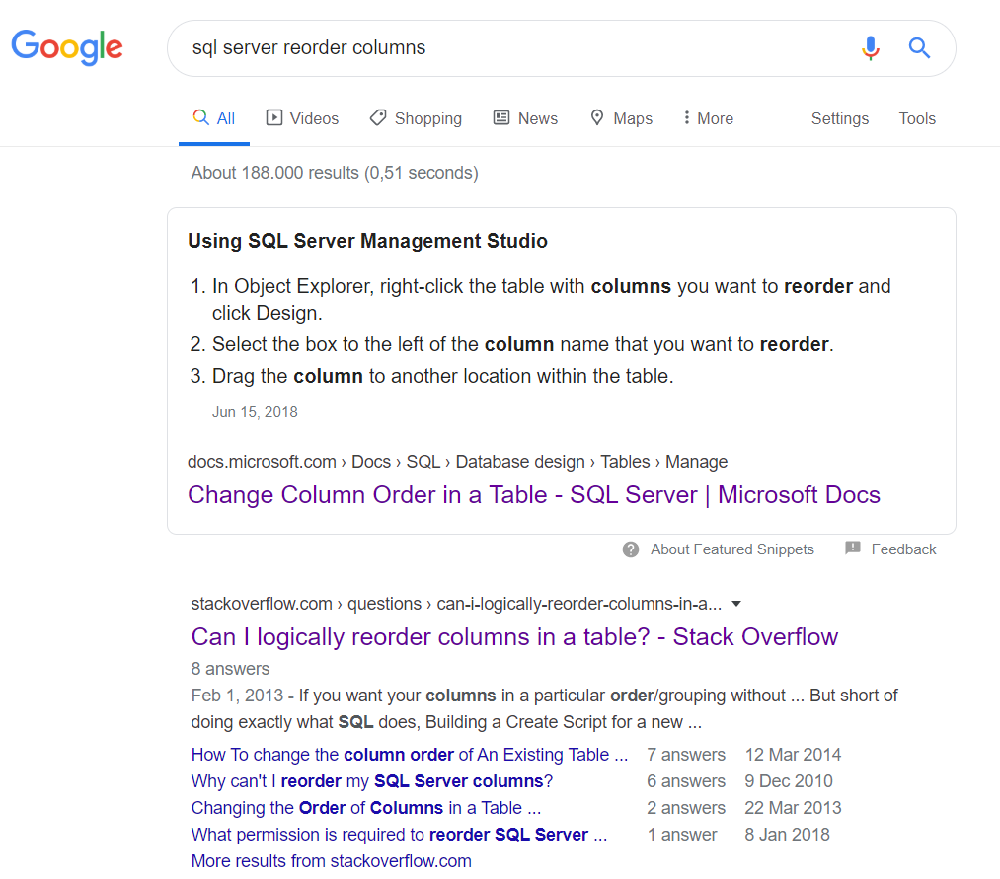 Google
sql server reorder columns
All Videos Shopping News Maps More Settings Tools
About 188.000 results (0,51 seconds)
Using SQL Server Management Studio
1. In Object Explorer, right-click the table with columns you want to reorder and
click Design.
2. Select the box to the left of the column name that you want to reorder.
3. Drag the column to another location within the table.
Jun 15, 2018
docs.microsoft.com › Docs › SQL › Database design › Tables › Manage
Change Column Order in a Table - SQL Server | Microsoft Docs
About Featured Snippets Feedback
stackoverflow.com › questions › can-i-logically-reorder-columns-in-a...
Can I logically reorder columns in a table? - Stack Overflow
8 answers
Feb 1, 2013 - If you want your columns in a particular order/grouping without ... But short of
doing exactly what SQL does, Building a Create Script for a new ...
How To change the column order of An Existing Table ... 7 answers 12 Mar 2014
Why can't I reorder my SQL Server columns? 6 answers 9 Dec 2010
Changing the Order of Columns in a Table ... 2 answers 22 Mar 2013
What permission is required to reorder SQL Server ... 1 answer 8 Jan 2018
More results from stackoverflow.com